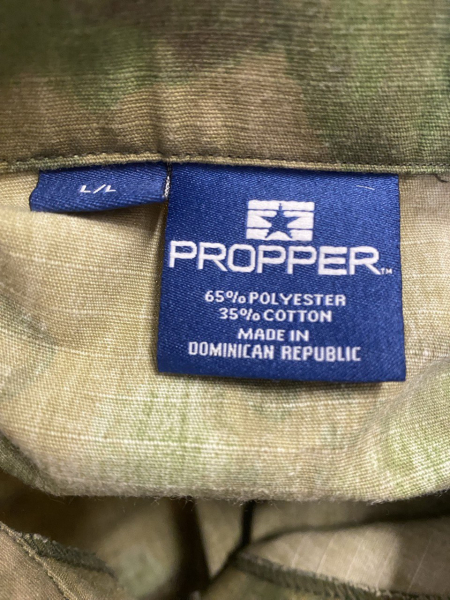 L/L
PROPPER™
65% POLYESTER
35% COTTON
MADE IN
DOMINICAN REPUBLIC